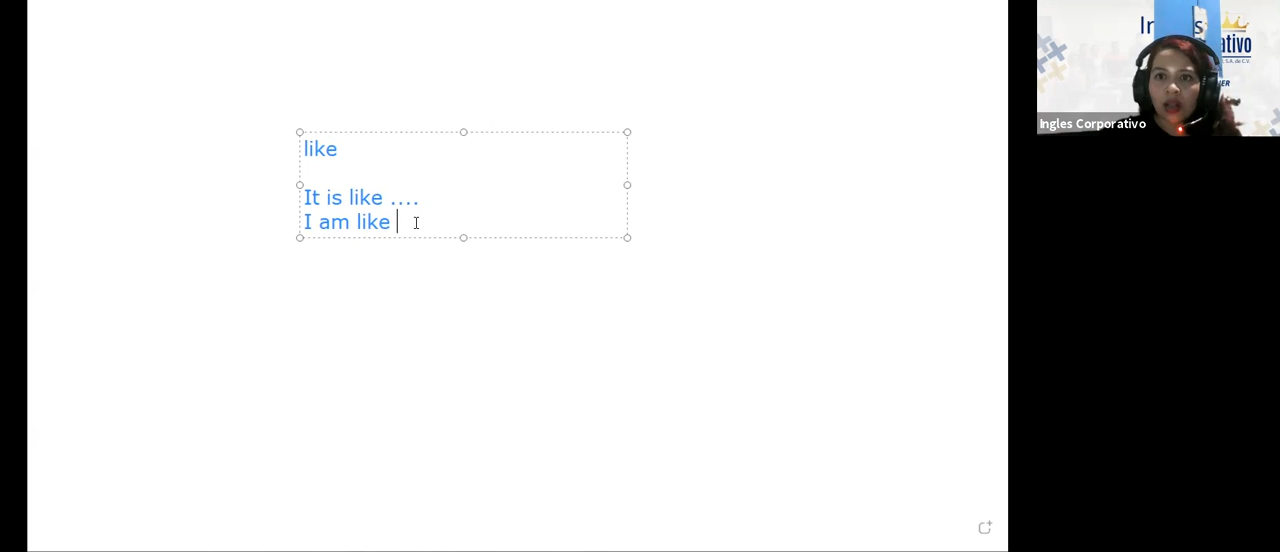 like
It is like ....
I am like
Ingles Corporativo